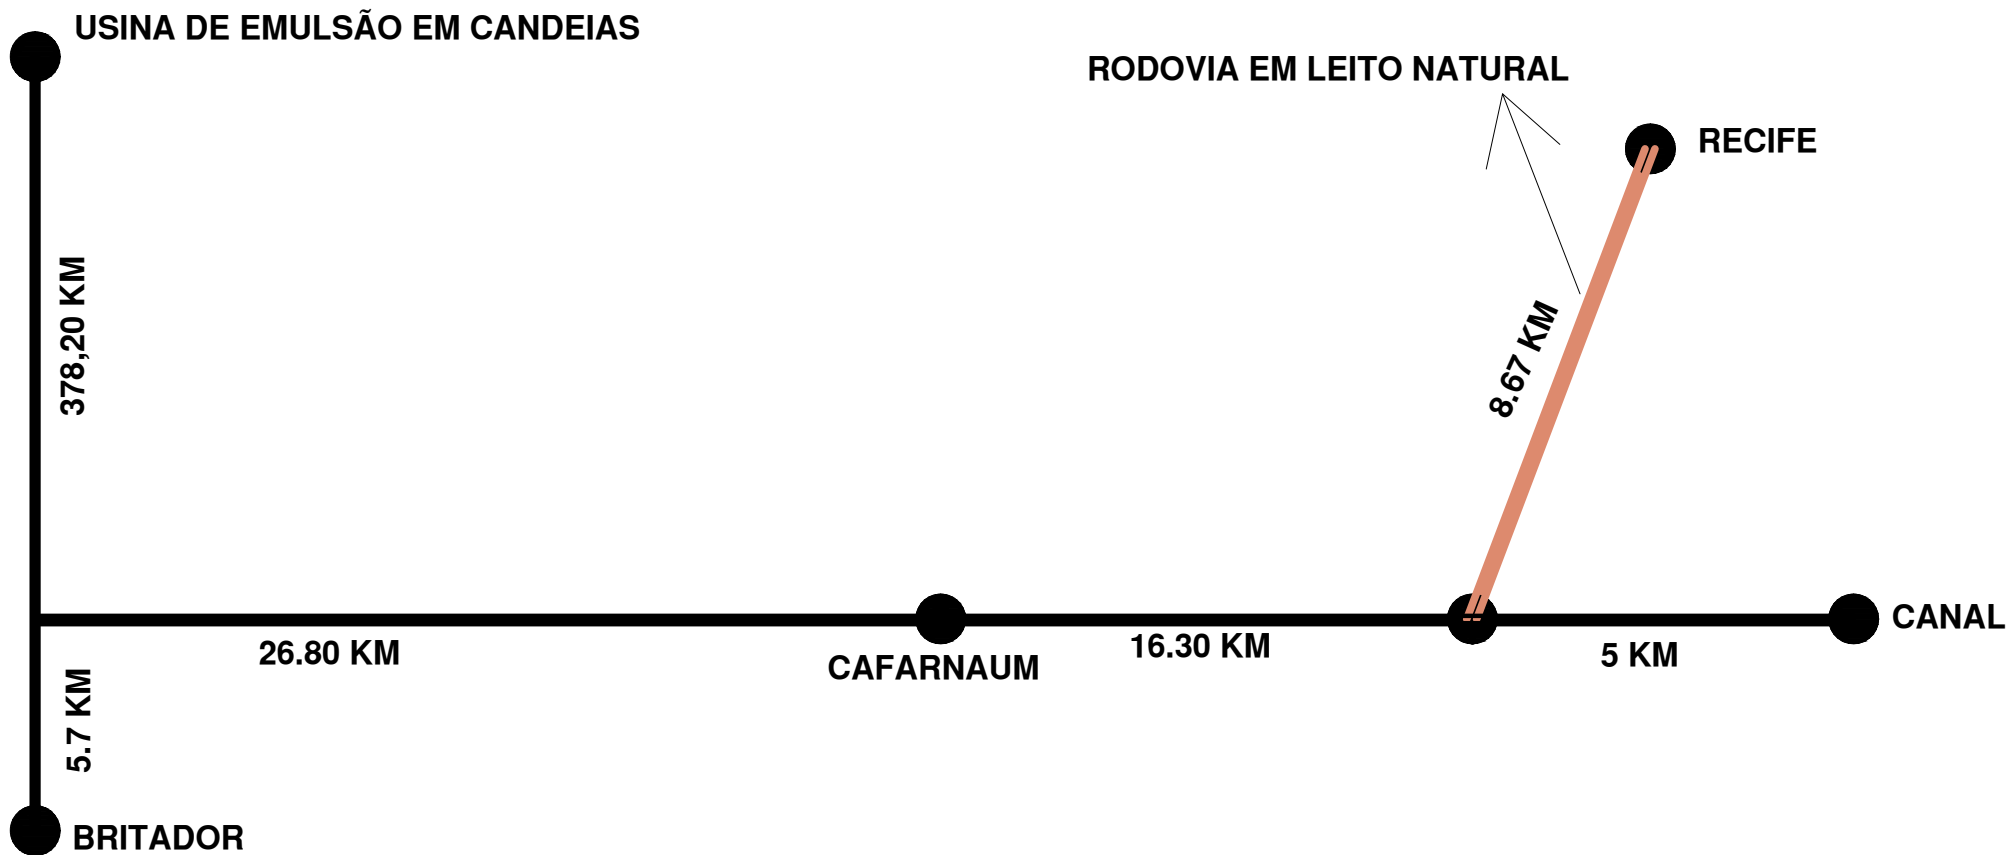 USINA DE EMULSÃO EM CANDEIAS
RODOVIA EM LEITO NATURAL
RECIFE
378,20 KM
8.67 KM
26.80 KM
CAFARNAUM
16.30 KM
5 KM
CANAL
5.7 KM
BRITADOR